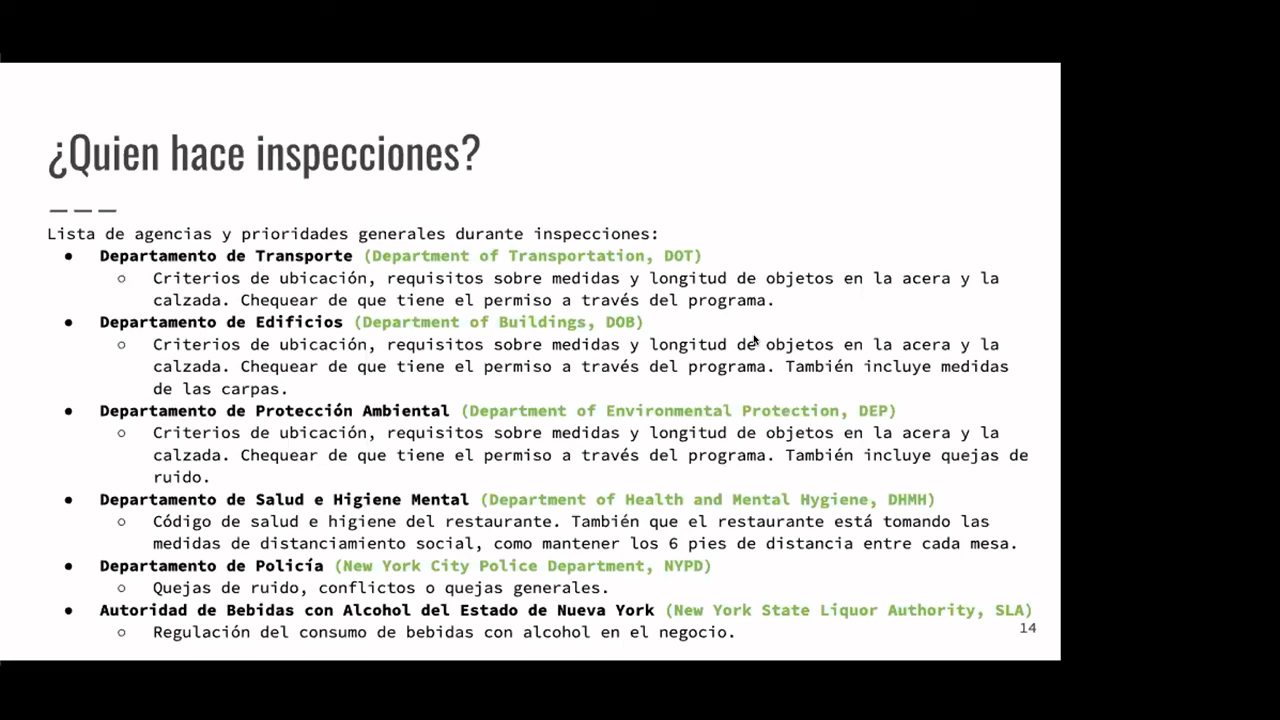 ¿Quien hace inspecciones?
Lista de agencias y prioridades generales durante inspecciones:
● Departamento de Transporte (Department of Transportation, DOT)
○ Criterios de ubicación, requisitos sobre medidas y longitud de objetos en la acera y la
calzada. Chequear de que tiene el permiso a través del programa.
● Departamento de Edificios (Department of Buildings, DOB)
○ Criterios de ubicación, requisitos sobre medidas y longitud de objetos en la acera y la
calzada. Chequear de que tiene el permiso a través del programa. También incluye medidas
de las carpas.
● Departamento de Protección Ambiental (Department of Environmental Protection, DEP)
○ Criterios de ubicación, requisitos sobre medidas y longitud de objetos en la acera y la
calzada. Chequear de que tiene el permiso a través del programa. También incluye quejas de
ruido.
● Departamento de Salud e Higiene Mental (Department of Health and Mental Hygiene, DHMH)
○ Código de salud e higiene del restaurante. También que el restaurante está tomando las
medidas de distanciamiento social, como mantener los 6 pies de distancia entre cada mesa.
● Departamento de Policía (New York City Police Department, NYPD)
○ Quejas de ruido, conflictos o quejas generales.
● Autoridad de Bebidas con Alcohol del Estado de Nueva York (New York State Liquor Authority, SLA)
○ Regulación del consumo de bebidas con alcohol en el negocio.
14